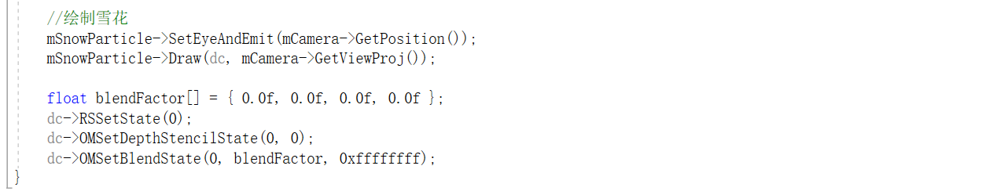 //绘制雪花
mSnowParticle->SetEyeAndEmit(mCamera->GetPosition());
mSnowParticle->Draw(dc, mCamera->GetViewProj());
float blendFactor[] = { 0.0f, 0.0f, 0.0f, 0.0f };
dc->RSSetState(0);
dc->OMSetDepthStencilState(0, 0);
dc->OMSetBlendState(0, blendFactor, 0xffffffff);
}